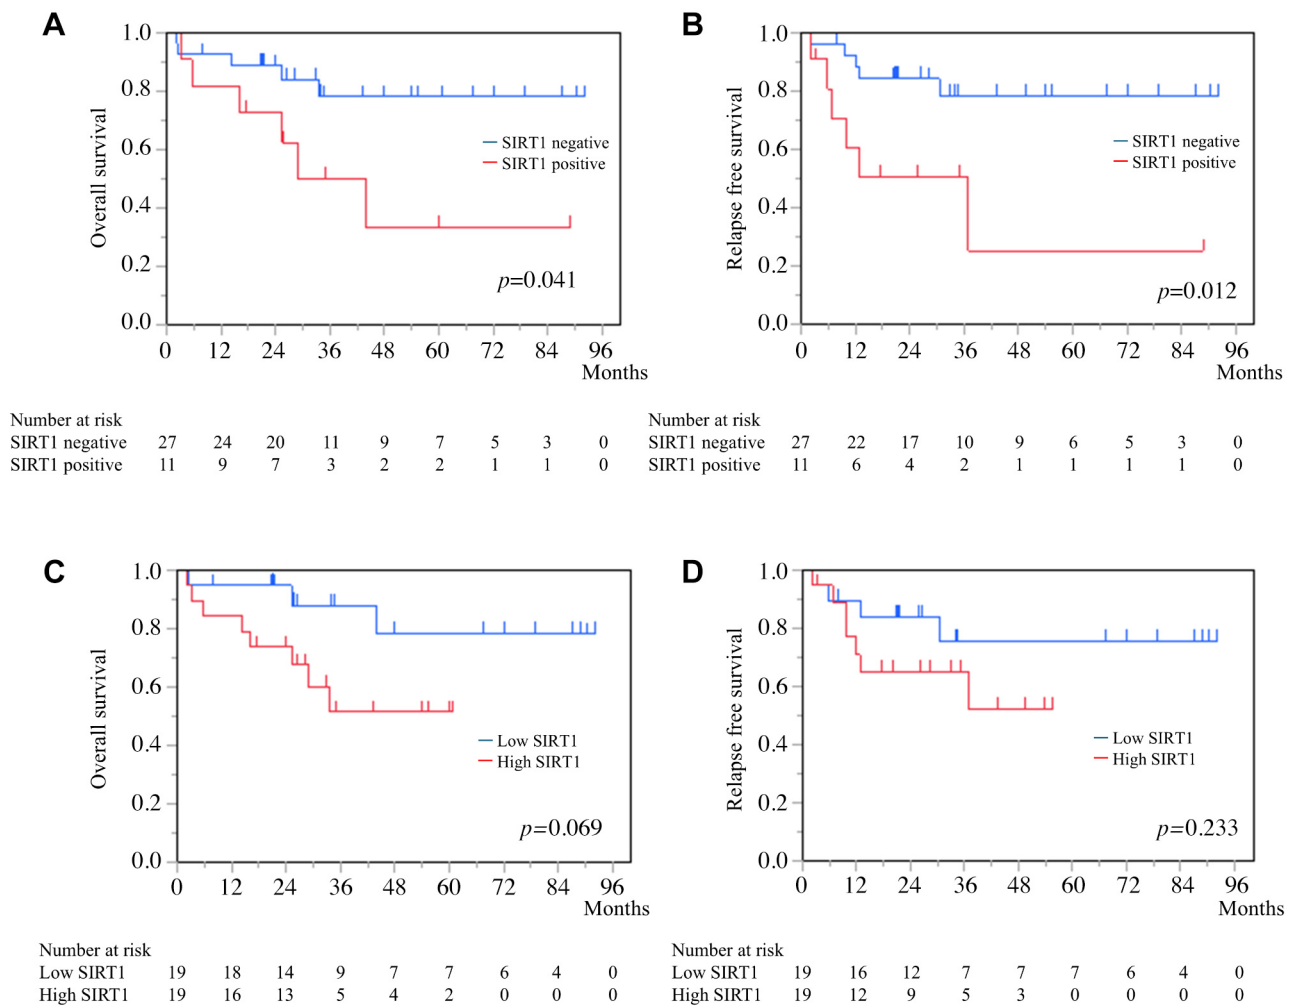 A
1.0
0.8
0.6
0.4
0.2
0.0
Overall survival
SIRT1 negative
SIRT1 positive
p=0.041
0 12 24 36 48 60 72 84 96
Months
Number at risk
SIRT1 negative 27 24 20 11 9 7 5 3 0
SIRT1 positive 11 9 7 3 2 2 1 1 0
B
1.0
0.8
0.6
0.4
0.2
0.0
Relapse free survival
SIRT1 negative
SIRT1 positive
p=0.012
0 12 24 36 48 60 72 84 96
Months
Number at risk
SIRT1 negative 27 22 17 10 9 6 5 3 0
SIRT1 positive 11 6 4 2 1 1 1 1 0
C
1.0
0.8
0.6
0.4
0.2
0.0
Overall survival
Low SIRT1
High SIRT1
p=0.069
0 12 24 36 48 60 72 84 96
Months
Number at risk
Low SIRT1 19 18 14 9 7 7 6 4 0
High SIRT1 19 16 13 5 4 2 0 0 0
D
1.0
0.8
0.6
0.4
0.2
0.0
Relapse free survival
Low SIRT1
High SIRT1
p=0.233
0 12 24 36 48 60 72 84 96
Months
Number at risk
Low SIRT1 19 16 12 7 7 7 6 4 0
High SIRT1 19 12 9 5 3 0 0 0 0